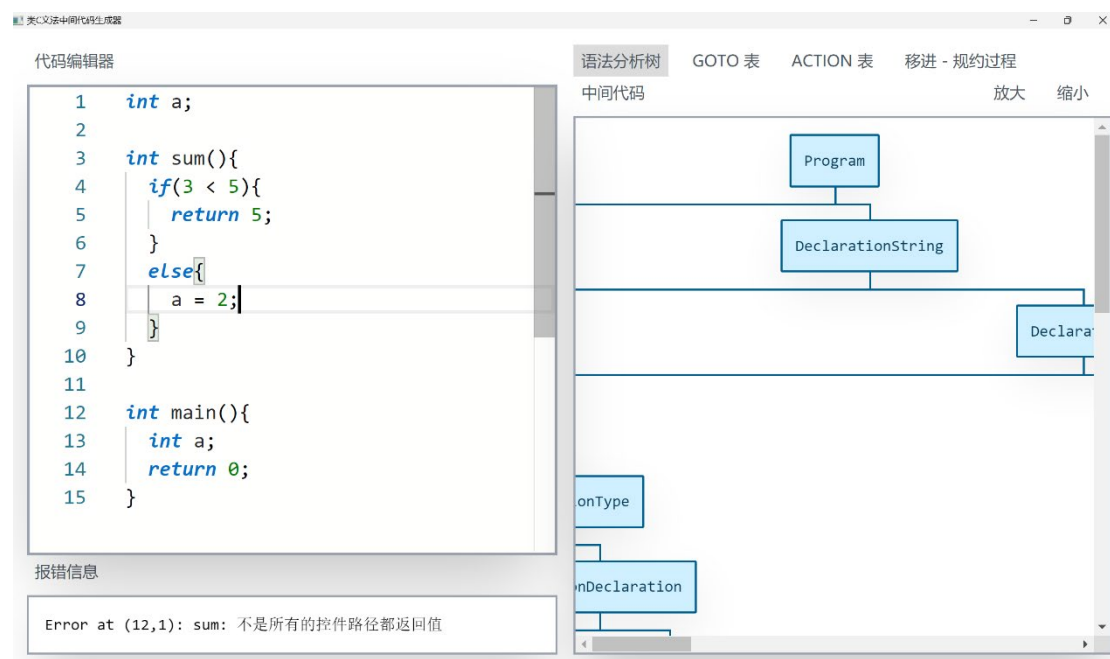 类C文法中间代码生成器
代码编辑器
1 int a;
2
3 int sum(){
4 if(3 < 5){
5 return 5;
6 }
7 else{
8 a = 2;
9 }
10 }
11
12 int main(){
13 int a;
14 return 0;
15 }
报错信息
Error at (12,1): sum: 不是所有的控件路径都返回值
语法分析树 GOTO 表 ACTION 表 移进 - 规约过程
中间代码 放大 缩小
Program
DeclarationString
Declara
onType
nDeclaration